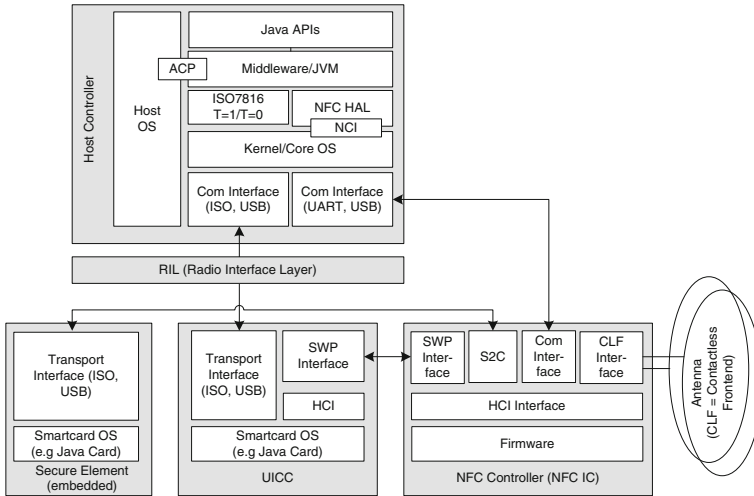 Host Controller
Host
OS
Java APIs
ACP
Middleware/JVM
ISO7816
T=1/T=0
NFC HAL
NCI
Kernel/Core OS
Com Interface
(ISO, USB)
Com Interface
(UART, USB)
RIL (Radio Interface Layer)
Transport
Interface (ISO,
USB)
Smartcard OS
(e.g Java Card)
Secure Element
(embedded)
Transport
Interface
(ISO, USB)
SWP
Interface
HCI
Smartcard OS
(e.g Java Card)
UICC
SWP
Inter-
face
S2C
Com
Inter-
face
CLF
Inter-
face
HCI Interface
Firmware
NFC Controller (NFC IC)
Antenna
(CLF = Contactless
Frontend)